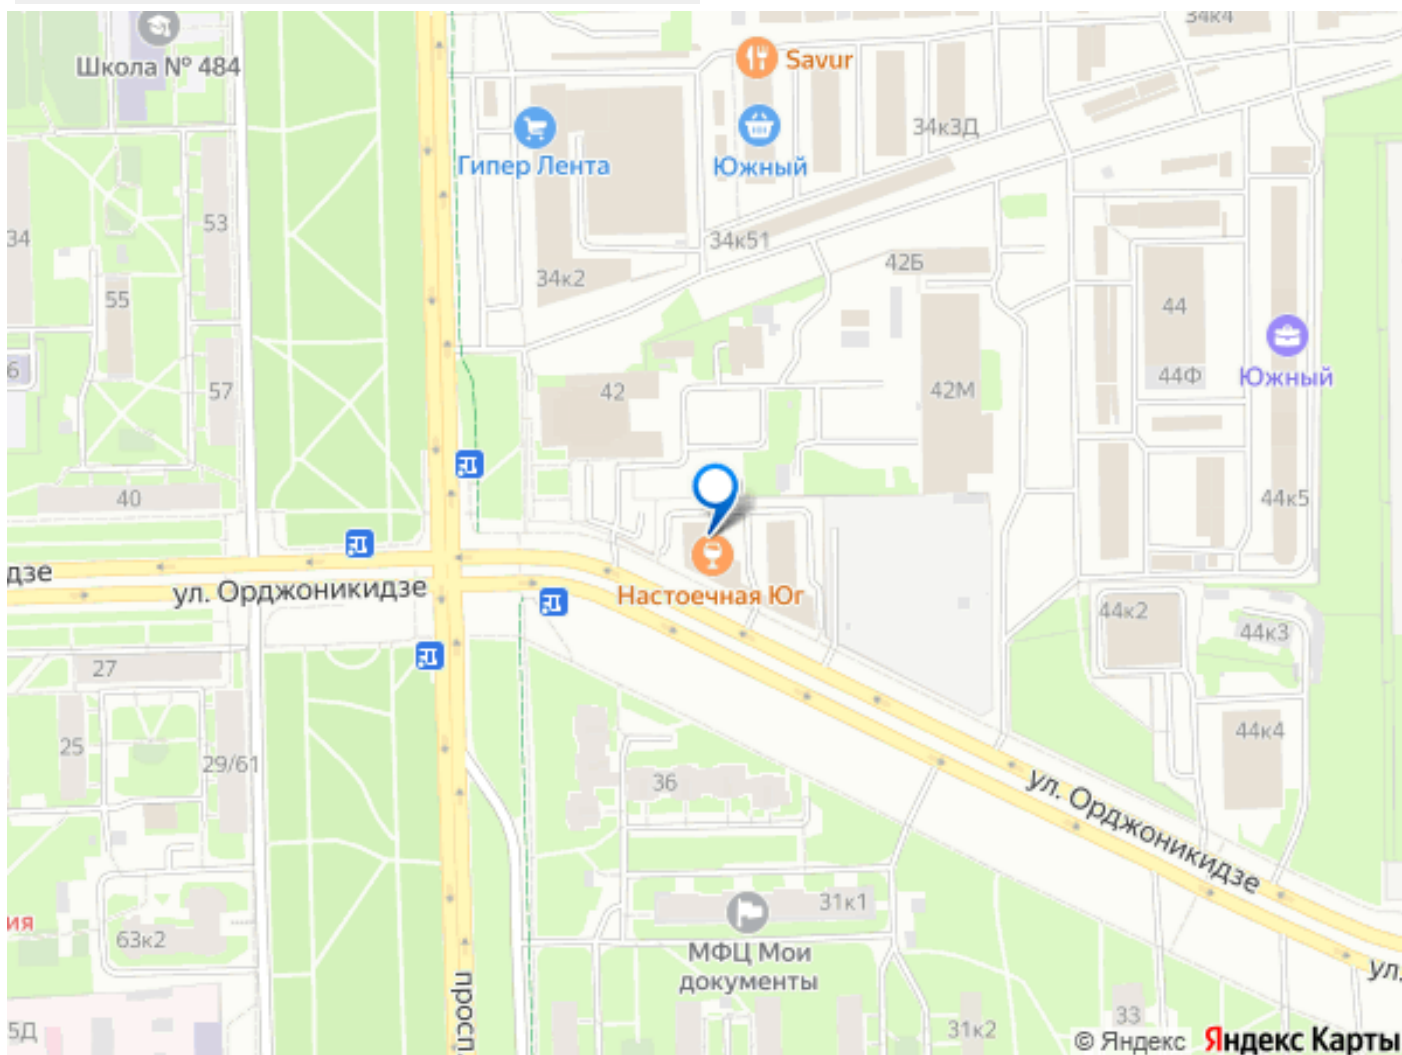 34к4
Школа № 484
Savur
34к3Д
Гипер Лента
Южный
53
34
34к51
42Б
34к2
55
44
6
57
42
42М
44Ф
Южный
40
44к5
дзе
ул. Орджоникидзе
Настоечная Юг
44к2
44к3
27
25
29/61
36
44к4
ул. Орджоникидзе
31к1
ия
63к2
МФЦ Мои
документы
просп
ул.
5Д
31к2
33
© Яндекс Яндекс Карты